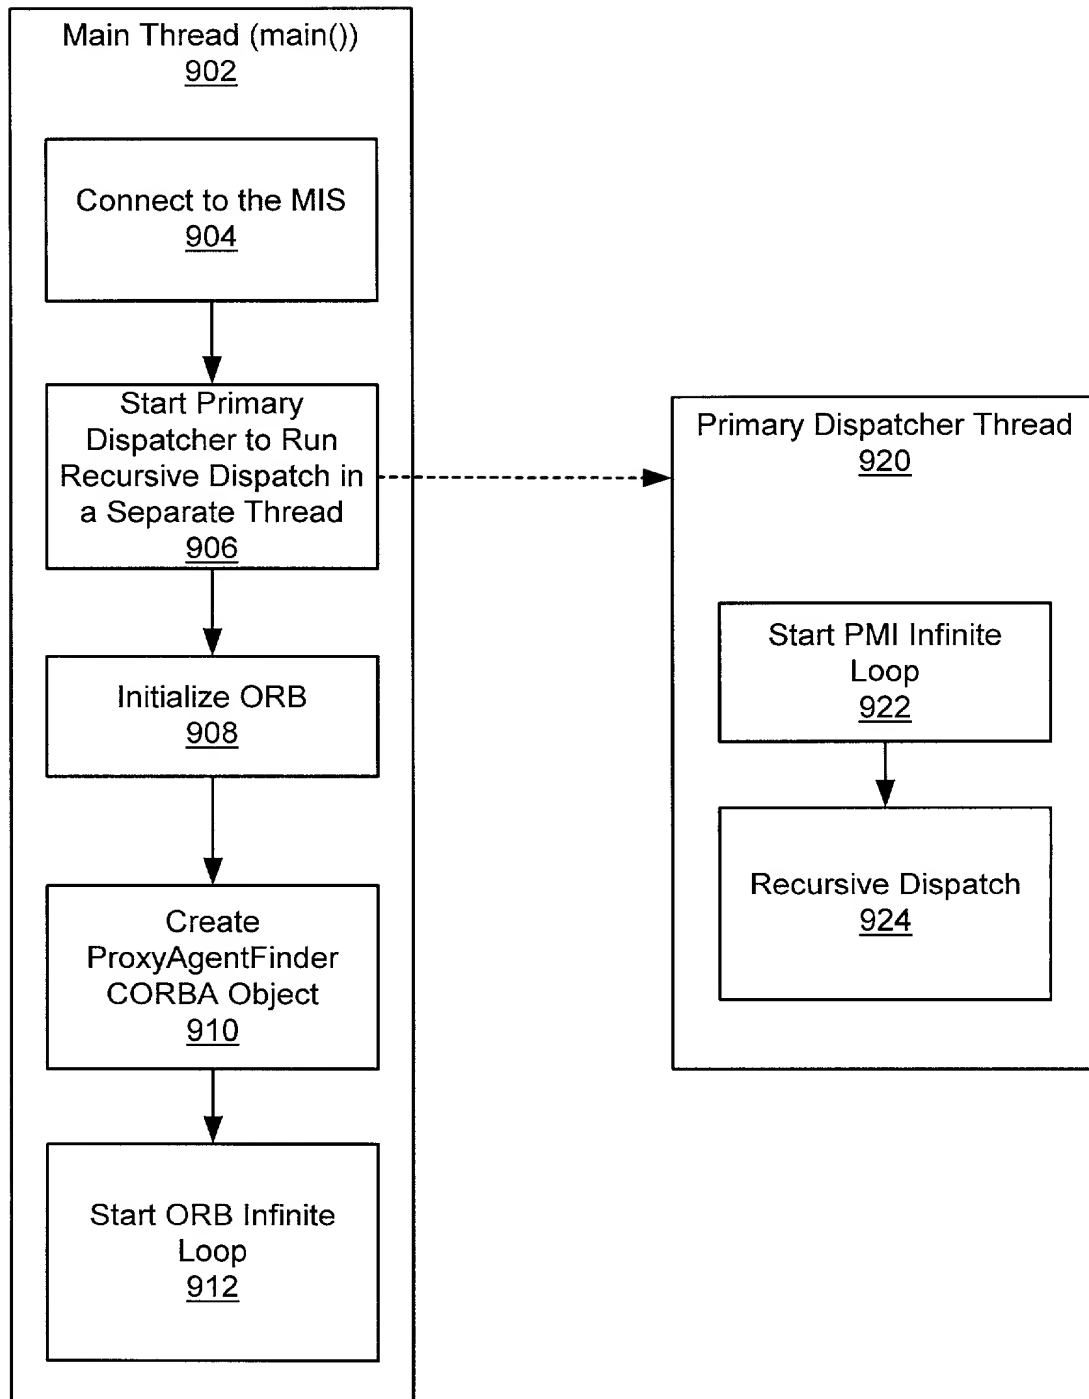 Main Thread (main())
902
Connect to the MIS
904
Start Primary
Dispatcher to Run
Recursive Dispatch in
a Separate Thread
906
Initialize ORB
908
Create
ProxyAgentFinder
CORBA Object
910
Start ORB Infinite
Loop
912
Primary Dispatcher Thread
920
Start PMI Infinite
Loop
922
Recursive Dispatch
924